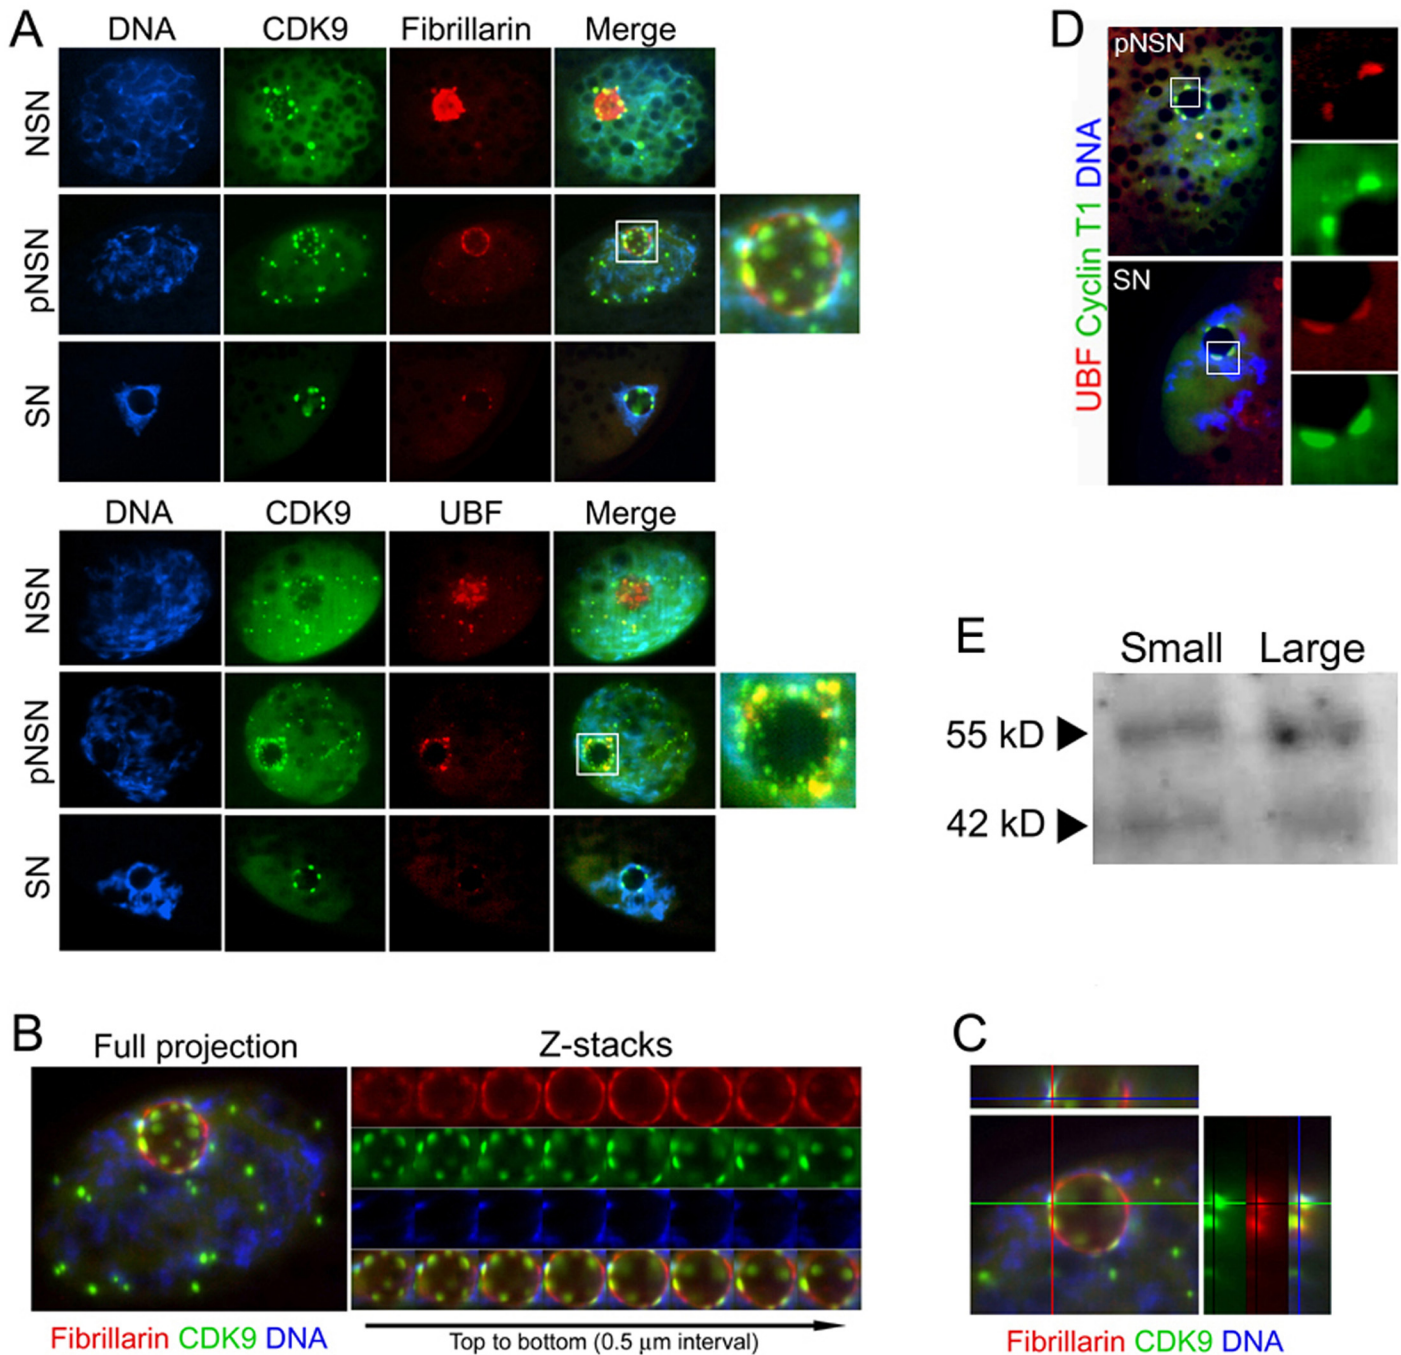 A
DNA CDK9 Fibrillarin Merge
NSN
pNSN
SN
DNA CDK9 UBF Merge
NSN
pNSN
SN
B
Full projection
Z-stacks
Fibrillarin CDK9 DNA
Top to bottom (0.5 μm interval)
D
UBF Cyclin T1 DNA
pNSN
SN
E
Small Large
55 kD
42 kD
C
Fibrillarin CDK9 DNA